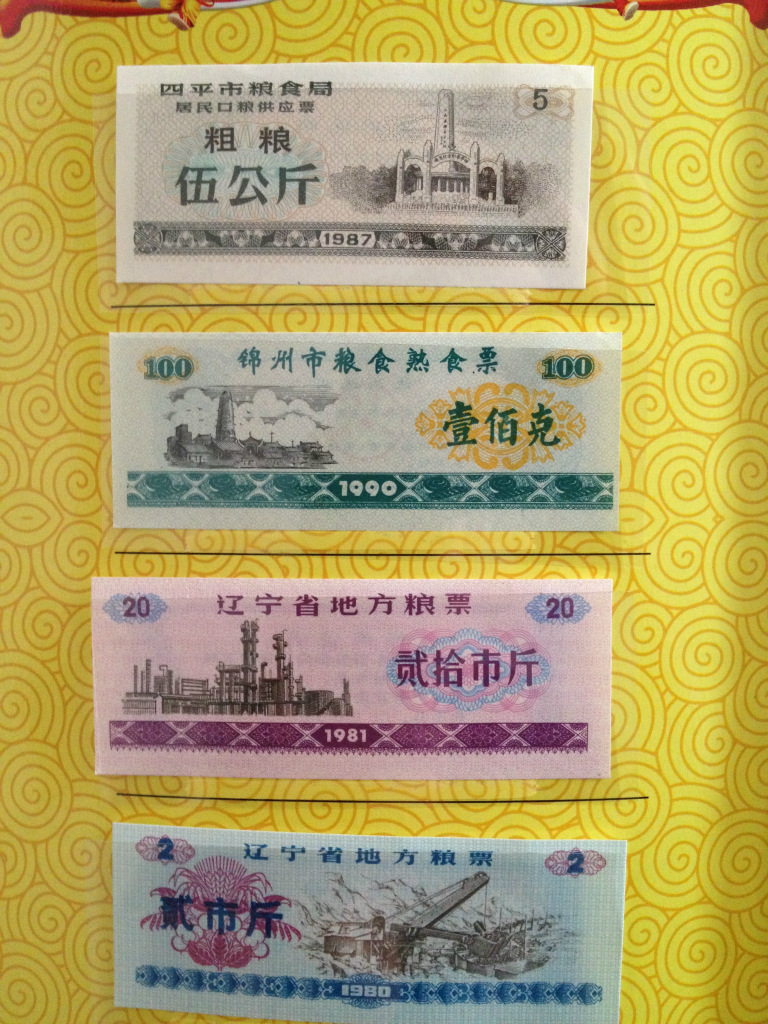 四平市粮食局
居民口粮供应票
5
粗粮
伍公斤
1987
100
锦州市粮食熟食票
100
壹佰克
1990
20
辽宁省地方粮票
20
贰拾市斤
1981
2
辽宁省地方粮票
2
贰市斤
1980